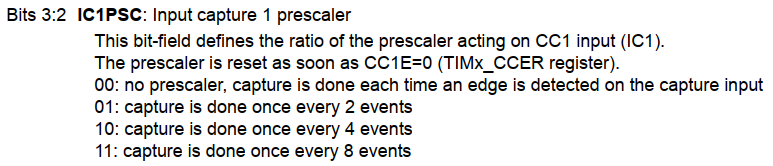 Bits 3:2 IC1PSC: Input capture 1 prescaler
This bit-field defines the ratio of the prescaler acting on CC1 input (IC1).
The prescaler is reset as soon as CC1E=0 (TIMx_CCER register).
00: no prescaler, capture is done each time an edge is detected on the capture input
01: capture is done once every 2 events
10: capture is done once every 4 events
11: capture is done once every 8 events